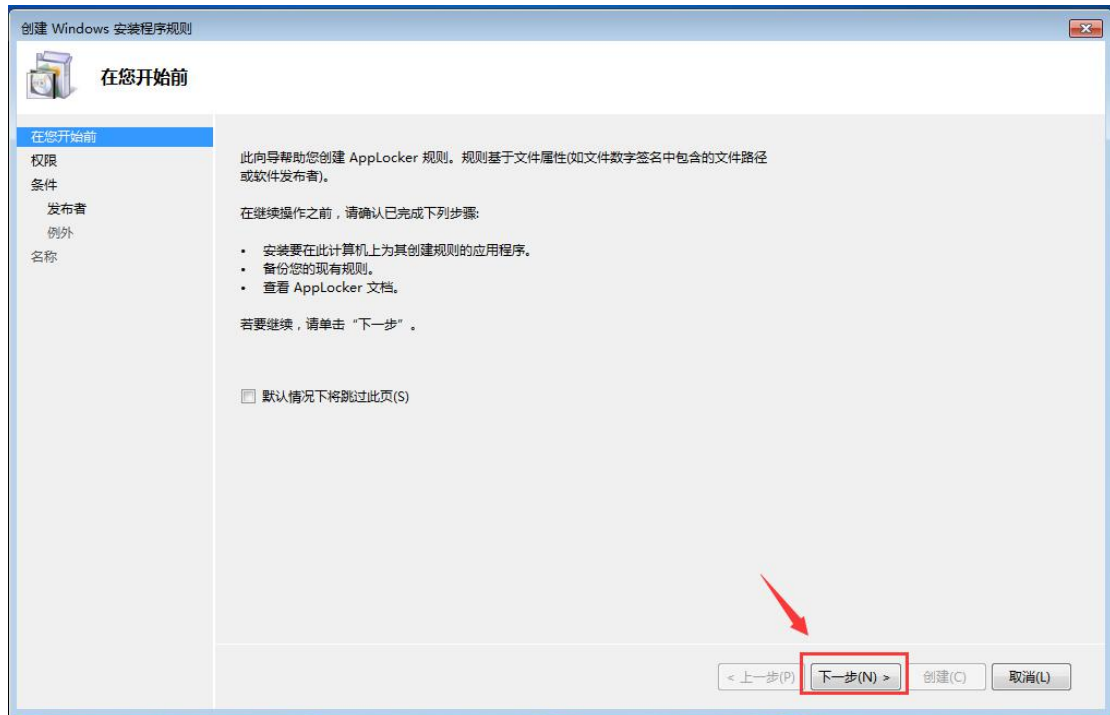 创建 Windows 安装程序规则
在您开始前
在您开始前
权限
条件
发布者
例外
名称
此向导帮助您创建 AppLocker 规则。规则基于文件属性(如文件数字签名中包含的文件路径
或软件发布者)。
在继续操作之前，请确认已完成下列步骤:
• 安装要在此计算机上为其创建规则的应用程序。
• 备份您的现有规则。
• 查看 AppLocker 文档。
若要继续，请单击“下一步”。
默认情况下将跳过此页(S)
< 上一步(P) 下一步(N) > 创建(C) 取消(L)